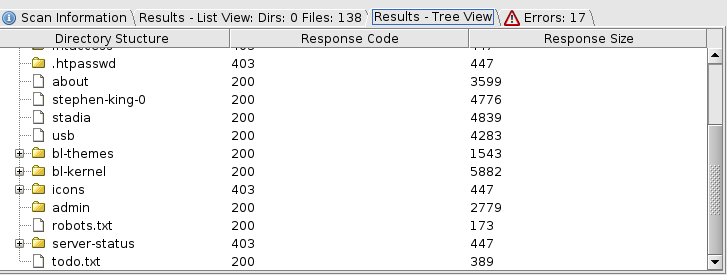 Scan Information Results - List View: Dirs: 0 Files: 138 Results - Tree View Errors: 17
Directory Stucture Response Code Response Size
.htpasswd 403 447
about 200 3599
stephen-king-0 200 4776
stadia 200 4839
usb 200 4283
bl-themes 200 1543
bl-kernel 200 5882
icons 403 447
admin 200 2779
robots.txt 200 173
server-status 403 447
todo.txt 200 389